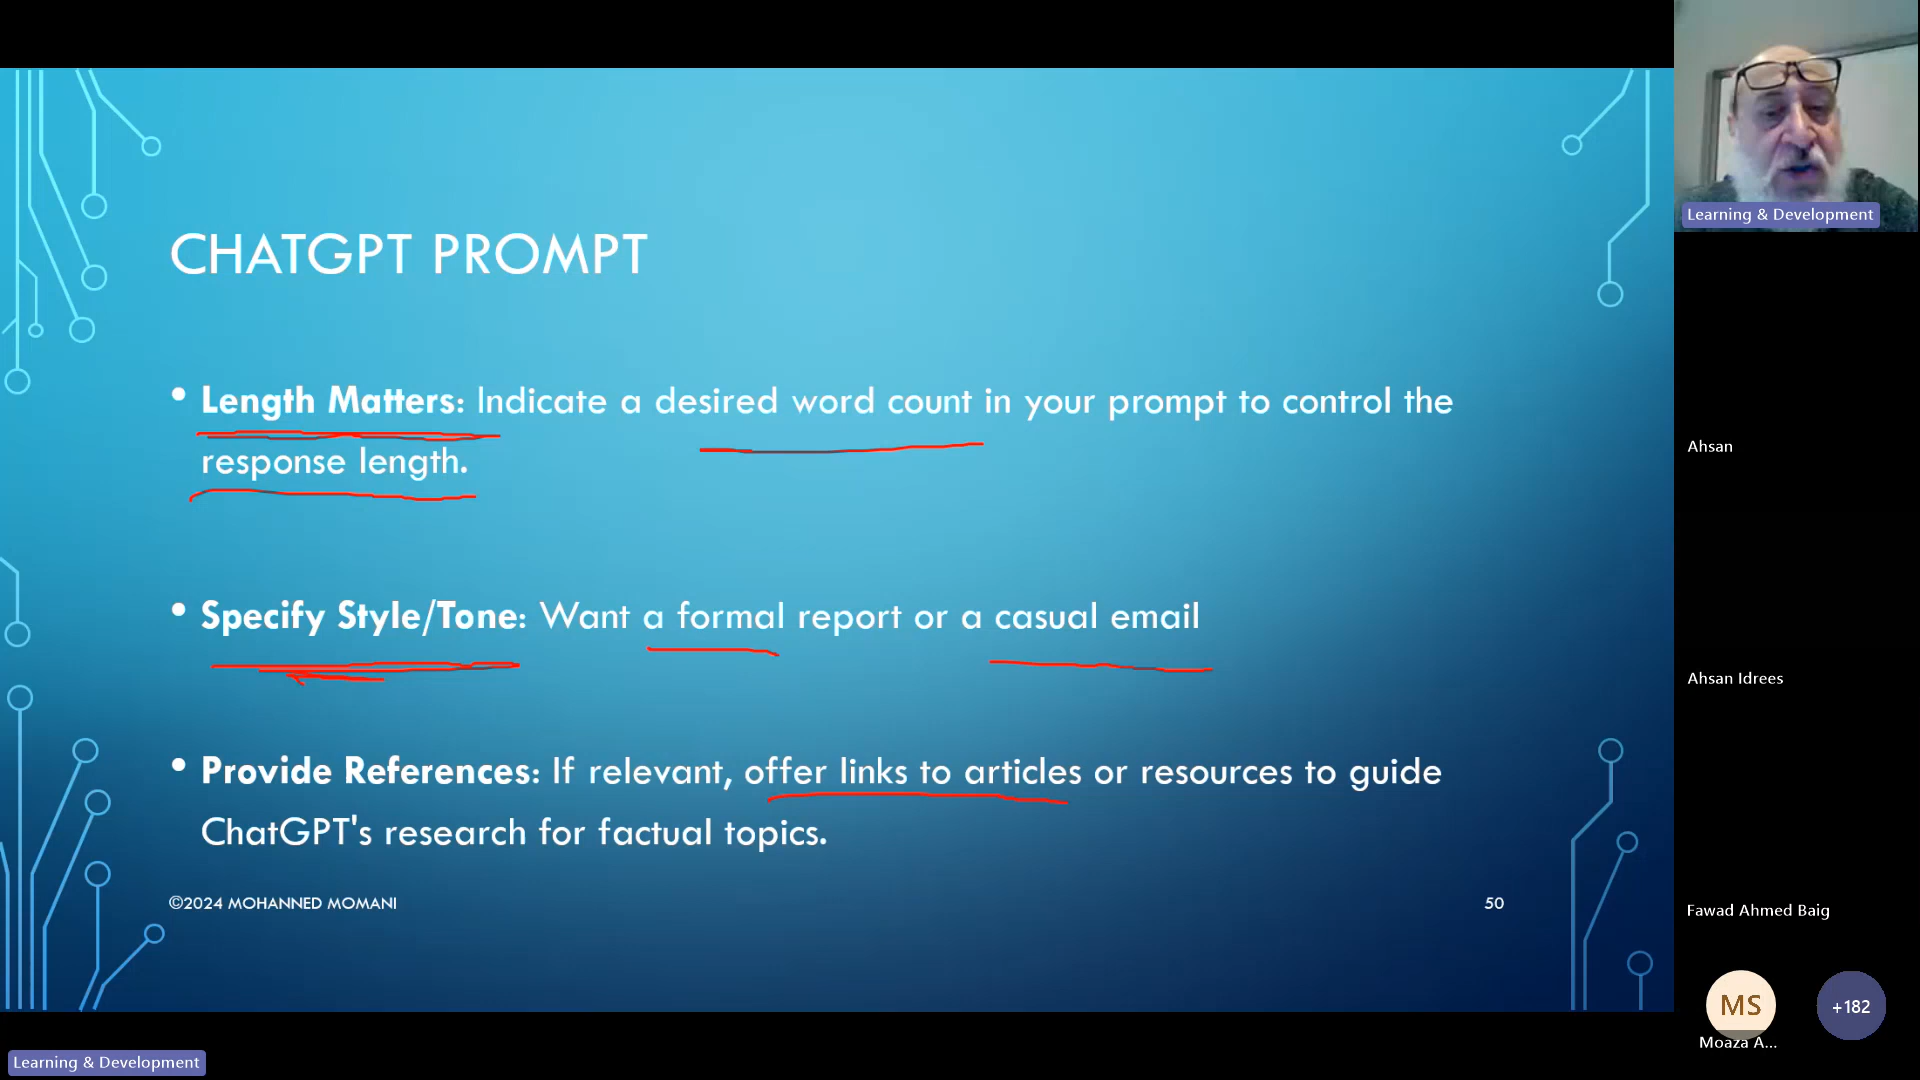 CHATGPT PROMPT
• Length Matters: Indicate a desired word count in your prompt to control the
response length.
• Specify Style/Tone: Want a formal report or a casual email
• Provide References: If relevant, offer links to articles or resources to guide
ChatGPT's research for factual topics.
©2024 MOHANNED MOMANI
50
Learning & Development
Learning & Development
Ahsan
Ahsan Idrees
Fawad Ahmed Baig
MS
+182
Moaza A...